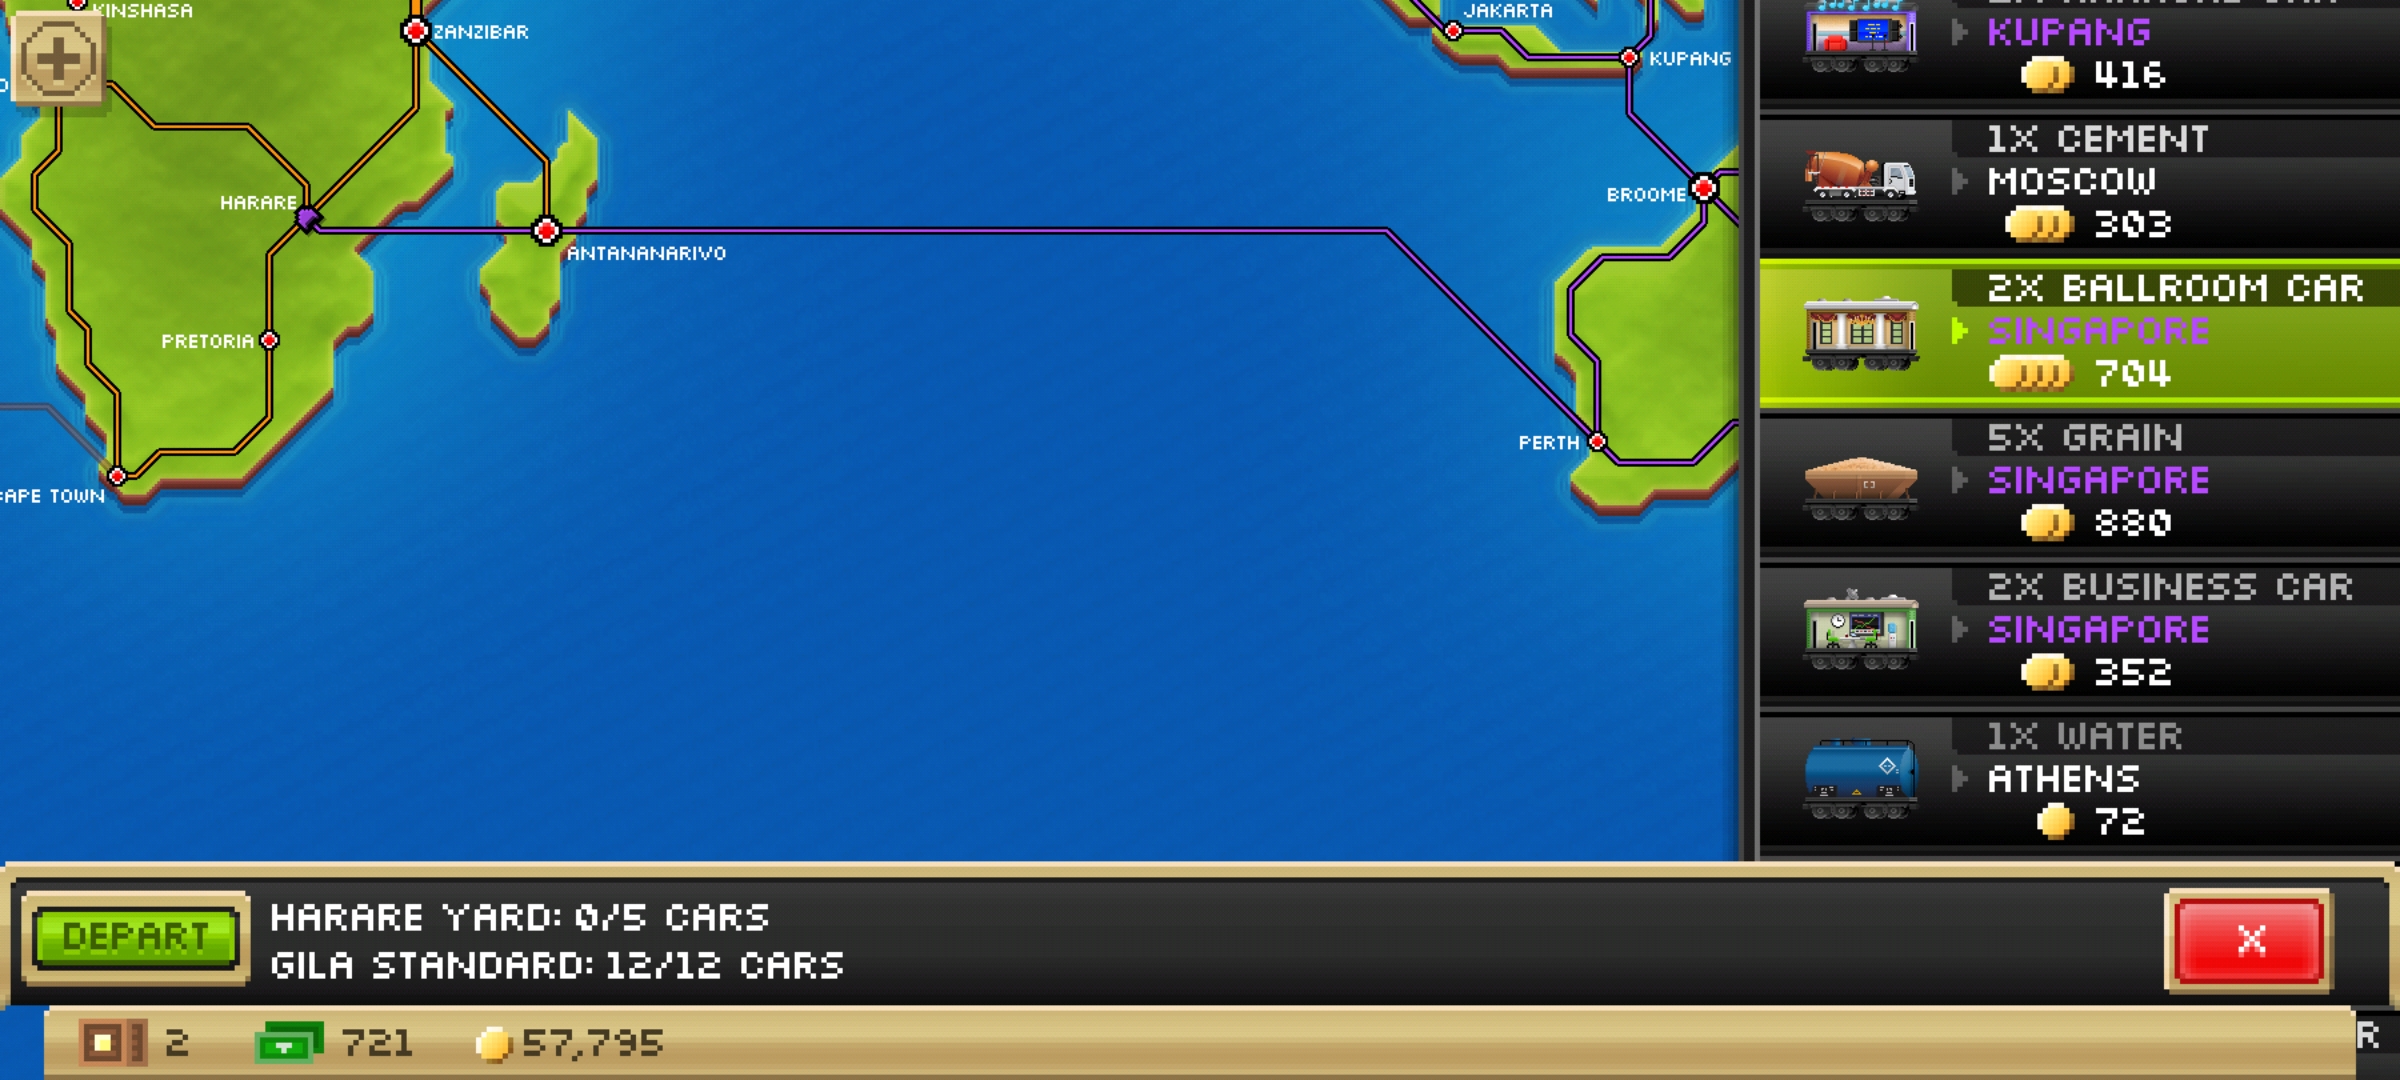 KINSHASA
ZANZIBAR
HARARE
ANTANANARIVO
PRETORIA
APE TOWN
JAKARTA
KUPANG
BROOME
PERTH
KUPANG
416
1X CEMENT
MOSCOW
303
2X BALLROOM CAR
SINGAPORE
704
5X GRAIN
SINGAPORE
880
2X BUSINESS CAR
SINGAPORE
352
1X WATER
ATHENS
72
DEPART
HARARE YARD: 0/5 CARS
GILA STANDARD: 12/12 CARS
X
2
721
57,795
R